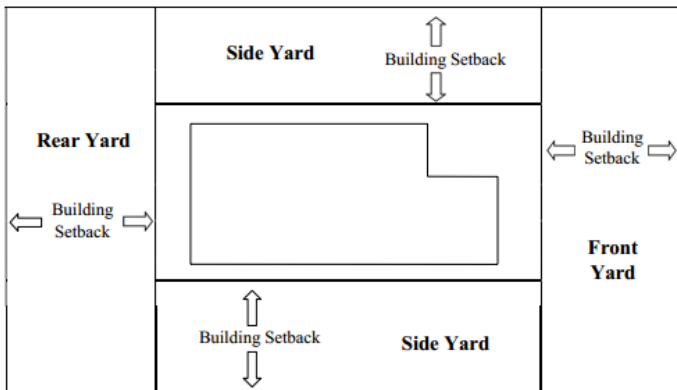 Side Yard
Building Setback
Rear Yard
Building
Setback
Building
Setback
Front
Yard
Building Setback
Side Yard